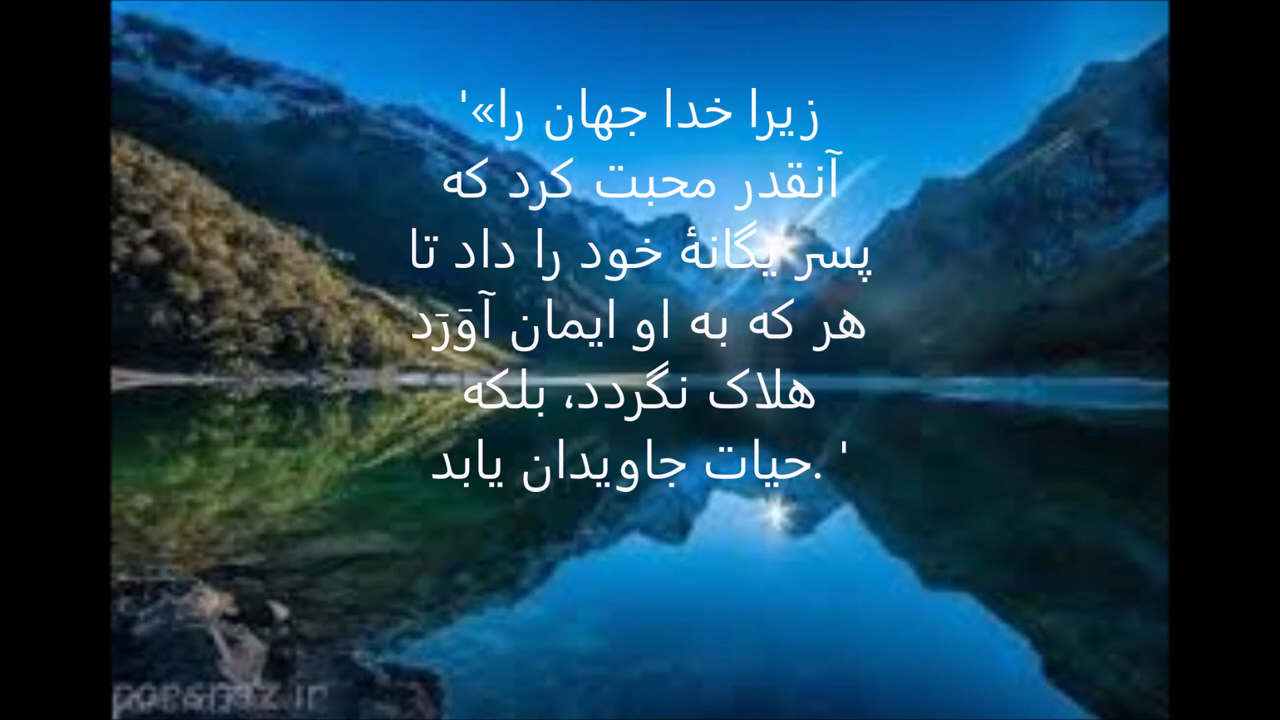 '«زیرا خدا جهان را
آنقدر محبت کرد که
پسر یگانهٔ خود را داد تا
هر که به او ایمان آوَرَد
هلاک نگردد، بلکه
حیات جاویدان یابد. '